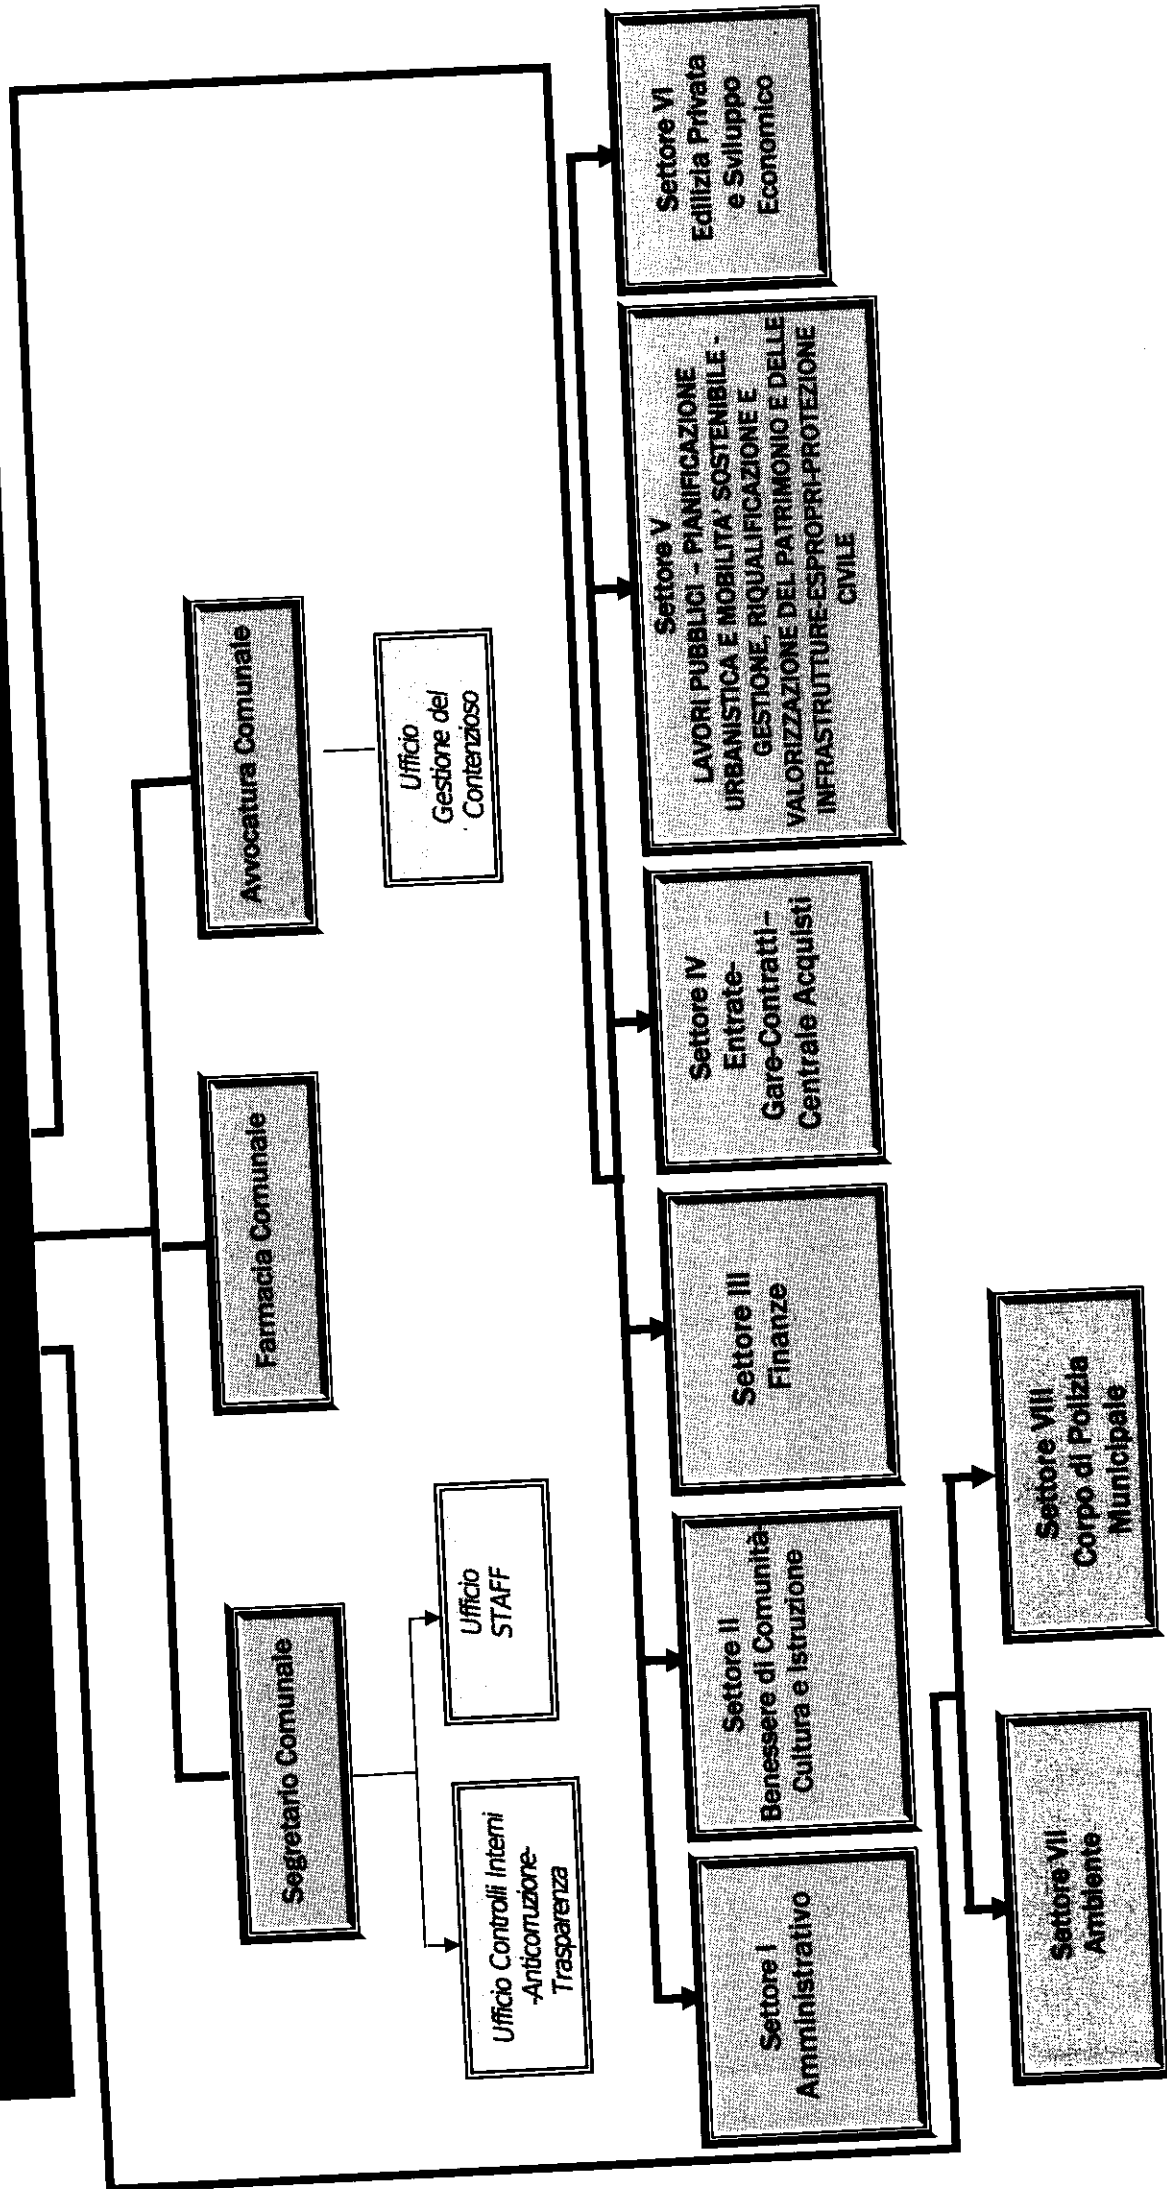 Segretario Comunale
Farmacia Comunale
Avvocatura Comunale
Ufficio Controlli Interni
-Anticorruzione-
Trasparenza
Ufficio
STAFF
Ufficio
Gestione del
Contenzioso
Settore I
Amministrativo
Settore II
Benessere di Comunità-
Cultura e Istruzione
Settore III
Finanze
Settore IV
Entrate-
Gare-Contratti –
Centrale Acquisti
Settore V
LAVORI PUBBLICI – PIANIFICAZIONE
URBANISTICA E MOBILITA' SOSTENIBILE -
GESTIONE, RIQUALIFICAZIONE E
VALORIZZAZIONE DEL PATRIMONIO E DELLE
INFRASTRUTTURE-ESPROPRI-PROTEZIONE
CIVILE
Settore VI
Edilizia Privata
e Sviluppo
Economico
Settore VII
Ambiente
Settore VIII
Corpo di Polizia
Municipale